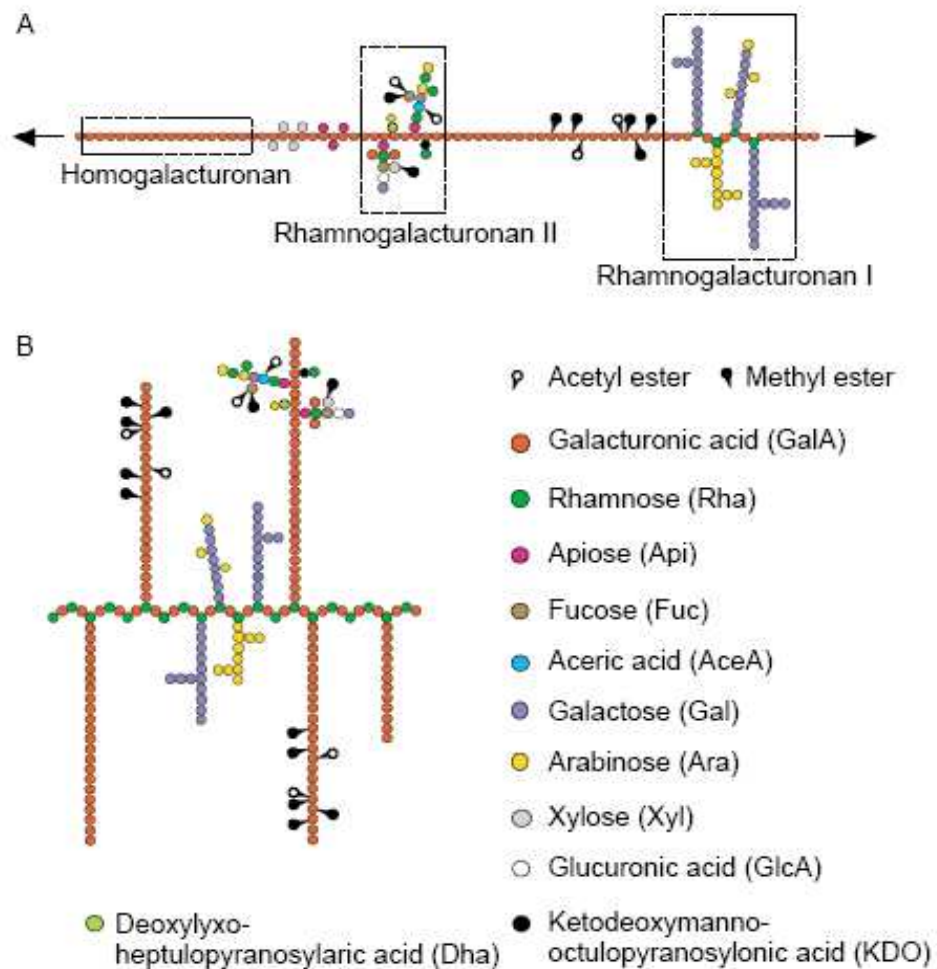 A
Homogalacturonan
Rhamnogalacturonan II
Rhamnogalacturonan I
B
Acetyl ester
Methyl ester
Galacturonic acid (GalA)
Rhamnose (Rha)
Apiose (Api)
Fucose (Fuc)
Aceric acid (AceA)
Galactose (Gal)
Arabinose (Ara)
Xylose (Xyl)
Glucuronic acid (GlcA)
Deoxylyxo-
heptulopyranosylaric acid (Dha)
Ketodeoxymanno-
octulopyranosylonic acid (KDO)